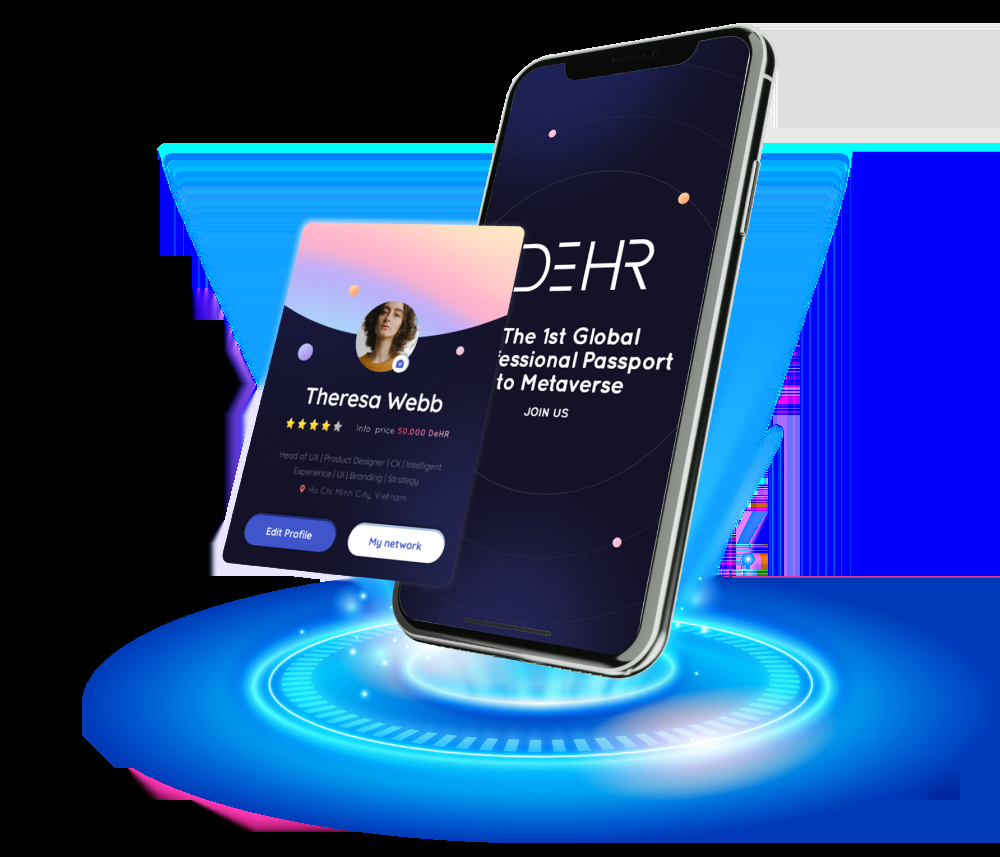 DEHR
The 1st Global
fessional Passport
to Metaverse
JOIN US
Theresa Webb
Info price 50.000 DeHR
Head of UX | Product Designer | CX | Intelligent
Experience | UI | Branding | Strategy
Ho Chi Minh City, Vietnam
Edit Profile
My network